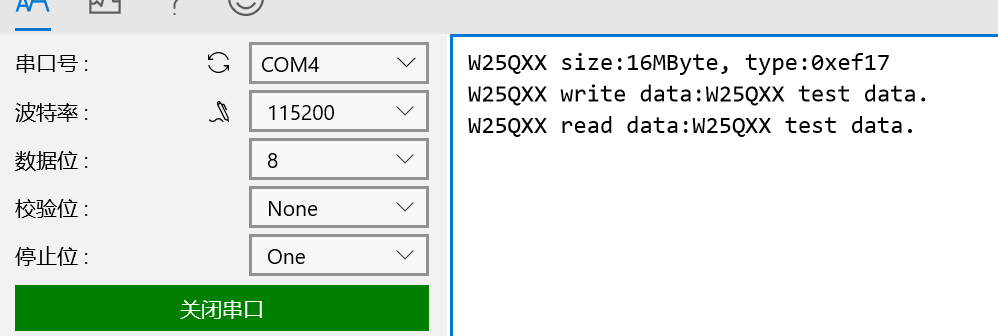 串口号 :
COM4
波特率 :
115200
数据位 :
8
校验位 :
None
停止位 :
One
关闭串口
W25QXX size:16MByte, type:0xef17
W25QXX write data:W25QXX test data.
W25QXX read data:W25QXX test data.